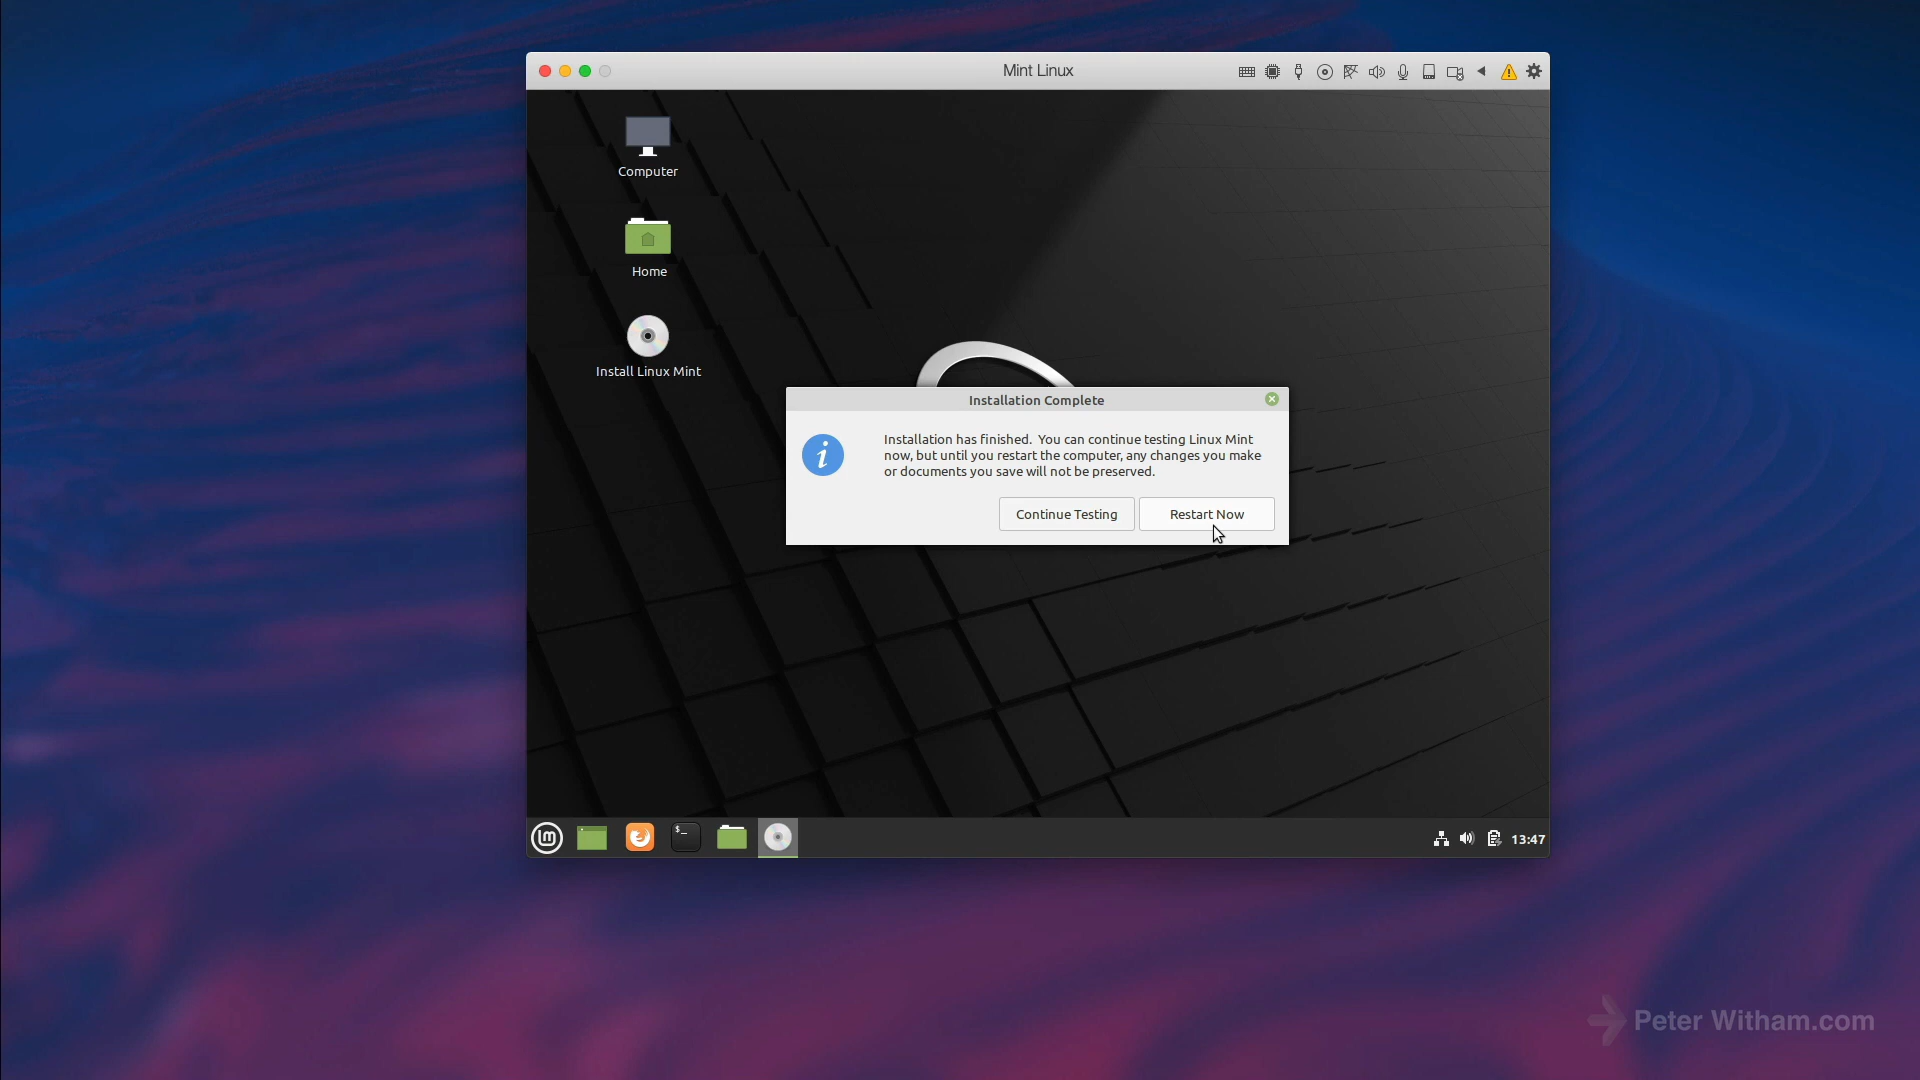 Mint Linux
Computer
Home
Install Linux Mint
Installation Complete
Installation has finished.  You can continue testing Linux Mint
now, but until you restart the computer, any changes you make
or documents you save will not be preserved.
Continue Testing
Restart Now
$_
lm
13:47
Peter Witham.com